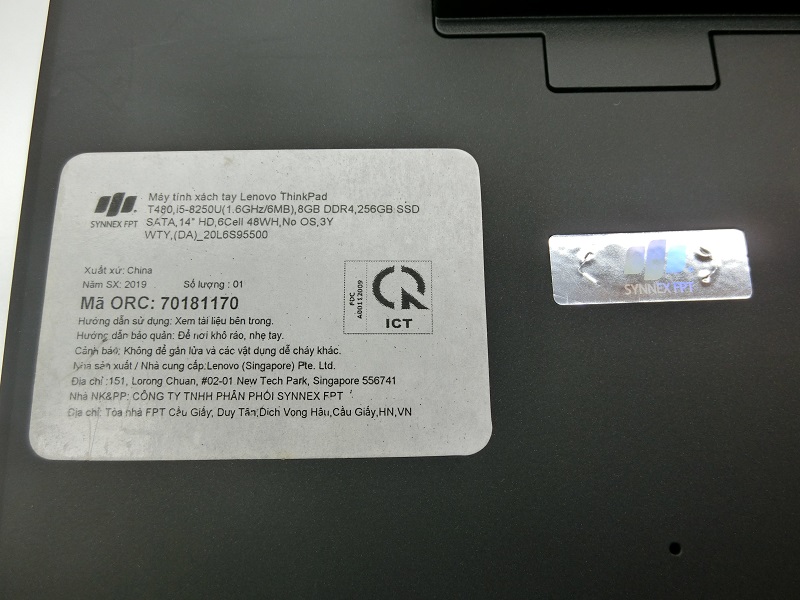 Máy tính xách tay Lenovo ThinkPad
T480,i5-8250U(1.6GHz/6MB),8GB DDR4,256GB SSD
SATA,14" HD,6Cell 48WH,No OS,3Y
WTY,(DA)_20L6S95500
SYNNEX FPT
Xuất xứ: China
Năm SX: 2019 Số lượng : 01
Mã ORC: 70181170
FDC
A00112009
ICT
Hướng dẫn sử dụng: Xem tài liệu bên trong.
Hướng dẫn bảo quản: Để nơi khô ráo, nhẹ tay.
Cảnh báo: Không để gần lửa và các vật dụng dễ cháy khác.
Nhà sản xuất / Nhà cung cấp:Lenovo (Singapore) Pte. Ltd.
Địa chỉ :151, Lorong Chuan, #02-01 New Tech Park, Singapore 556741
Nhà NK&PP: CÔNG TY TNHH PHÂN PHỐI SYNNEX FPT
Địa chỉ: Tòa nhà FPT Cầu Giấy, Duy Tân,Dịch Vọng Hậu,Cầu Giấy,HN,VN
SYNNEX FPT